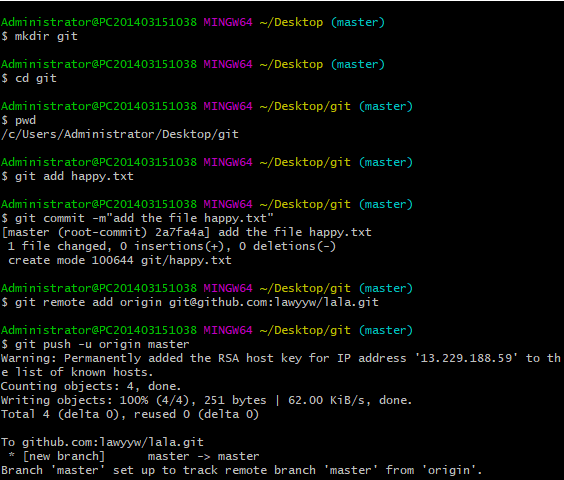 Administrator@PC201403151038 MINGW64 ~/Desktop (master)
$ mkdir git
Administrator@PC201403151038 MINGW64 ~/Desktop (master)
$ cd git
Administrator@PC201403151038 MINGW64 ~/Desktop/git (master)
$ pwd
/c/Users/Administrator/Desktop/git
Administrator@PC201403151038 MINGW64 ~/Desktop/git (master)
$ git add happy.txt
Administrator@PC201403151038 MINGW64 ~/Desktop/git (master)
$ git commit -m"add the file happy.txt"
[master (root-commit) 2a7fa4a] add the file happy.txt
 1 file changed, 0 insertions(+), 0 deletions(-)
 create mode 100644 git/happy.txt
Administrator@PC201403151038 MINGW64 ~/Desktop/git (master)
$ git remote add origin git@github.com:lawyyw/lala.git
Administrator@PC201403151038 MINGW64 ~/Desktop/git (master)
$ git push -u origin master
Warning: Permanently added the RSA host key for IP address '13.229.188.59' to th
e list of known hosts.
Counting objects: 4, done.
Writing objects: 100% (4/4), 251 bytes | 62.00 KiB/s, done.
Total 4 (delta 0), reused 0 (delta 0)
To github.com:lawyyw/lala.git
 * [new branch]      master -> master
Branch 'master' set up to track remote branch 'master' from 'origin'.